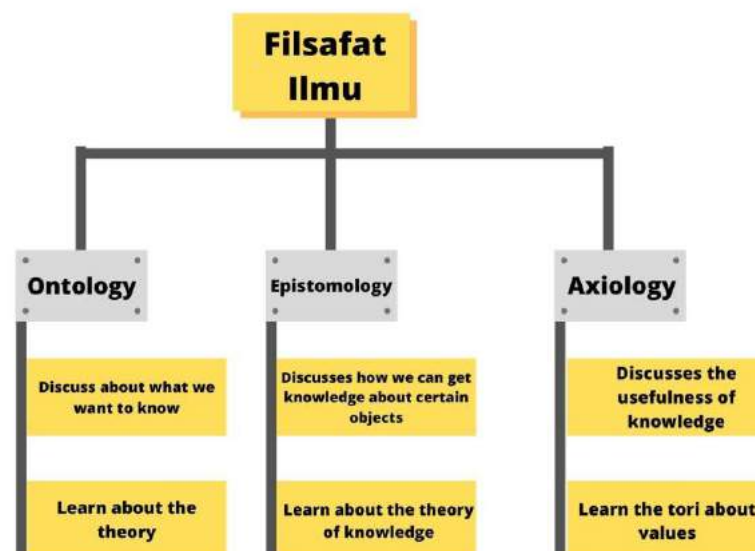 Filsafat
Ilmu
Ontology
Epistomology
Axiology
Discuss about what we
want to know
Discusses how we can get
knowledge about certain
objects
Discusses the
usefulness of
knowledge
Learn about the
theory
Learn about the theory
of knowledge
Learn the tori about
values